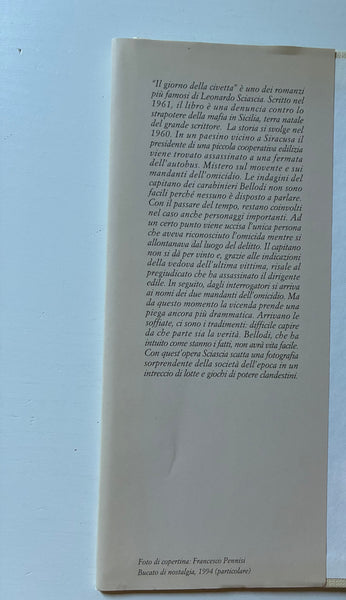 "Il giorno della civetta" è uno dei romanzi
più famosi di Leonardo Sciascia. Scritto nel
1961, il libro è una denuncia contro lo
strapotere della mafia in Sicilia, terra natale
del grande scrittore. La storia si svolge nel
1960. In un paesino vicino a Siracusa il
presidente di una piccola cooperativa edilizia
viene trovato assassinato a una fermata
dell'autobus. Mistero sul movente e sui
mandanti dell'omicidio. Le indagini del
capitano dei carabinieri Bellodi non sono
facili perché nessuno è disposto a parlare.
Con il passare del tempo, restano coinvolti
nel caso anche personaggi importanti. Ad
un certo punto viene uccisa l'unica persona
che aveva riconosciuto l'omicida mentre si
allontanava dal luogo del delitto. Il capitano
non si dà per vinto e, grazie alle indicazioni
della vedova dell'ultima vittima, risale al
pregiudicato che ha assassinato il dirigente
edile. In seguito, dagli interrogatori si arriva
ai nomi dei due mandanti dell'omicidio. Ma
da questo momento la vicenda prende una
piega ancora più drammatica. Arrivano le
soffiate, ci sono i tradimenti: difficile capire
da che parte sia la verità. Bellodi, che ha
intuito come stanno i fatti, non avrà vita facile.
Con quest'opera Sciascia scatta una fotografia
sorprendente della società dell'epoca in un
intreccio di lotte e giochi di potere clandestini.
Foto di copertina: Francesco Pennisi
Bucato di nostalgia, 1994 (particolare)